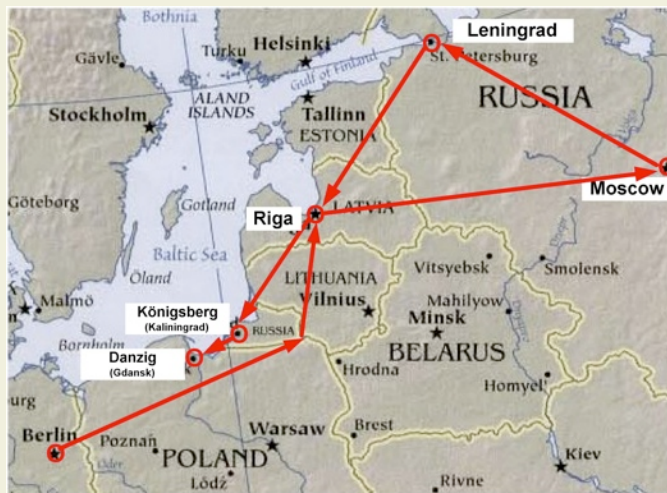 Bothnia
Leningrad
Gävle
Turku
Helsinki
St. Petersburg
Gulf of Finland
ALAND
ISLANDS
RUSSIA
Tallinn
Stockholm
ESTONIA
Moscow
Göteborg
Gotland
Riga
LATVIA
Baltic Sea
Öland
LITHUANIA
Vitsyebsk
Smolensk
Malmö
Königsberg
(Kaliningrad)
Vilnius
Mahilyow
RUSSIA
Minsk
Bornholm
Danzig
(Gdansk)
BELARUS
Hrodna
Homyel'
Berlin
Poznań
Warsaw
Brest
Oder
POLAND
Kiev
Łódź
Rivne